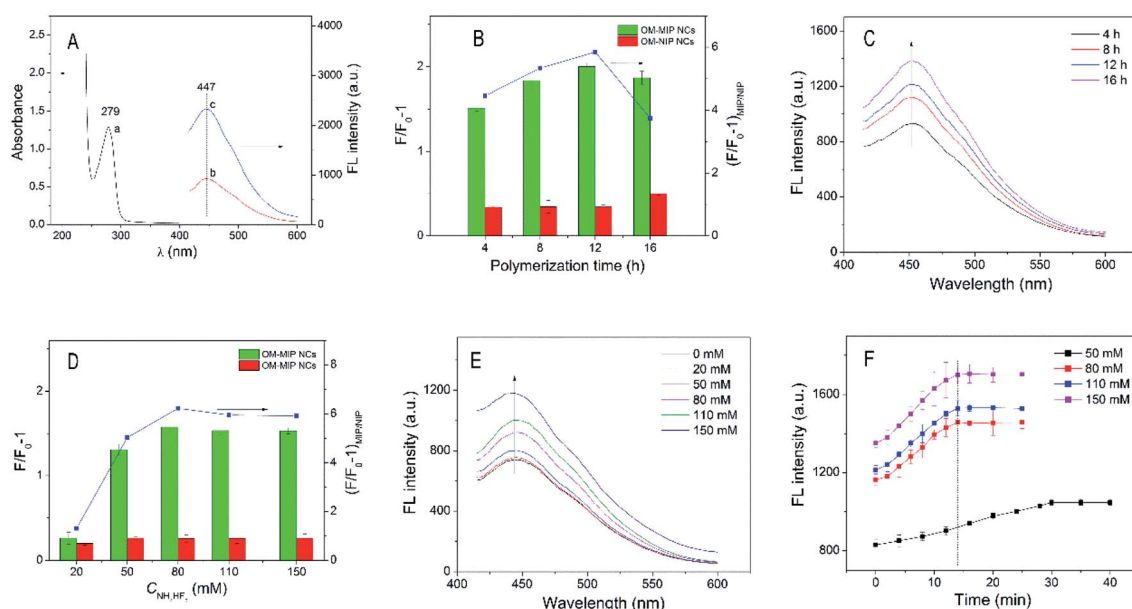 A
Absorbance
2.5
2.0
1.5
1.0
0.5
0.0
200
300
400
500
600
λ (nm)
279
a
447
c
b
4000
3000
2000
1000
0
FL intensity (a.u.)
B
OM-MIP NCs
OM-NIP NCs
F/F0-1
2
1
0
4
8
12
16
Polymerization time (h)
6
5
4
3
2
1
0
(F/F0-1)MIP/NIP
C
4 h
8 h
12 h
16 h
FL intensity (a.u.)
1600
1200
800
400
0
400
450
500
550
600
Wavelength (nm)
D
OM-MIP NCs
OM-MIP NCs
F/F0-1
2
1
0
20
50
80
110
150
CNH4HF2 (mM)
8
6
4
2
0
(F/F0-1)MIP/NIP
E
0 mM
20 mM
50 mM
80 mM
110 mM
150 mM
FL intensity (a.u.)
1200
800
400
0
400
450
500
550
600
Wavelength (nm)
F
50 mM
80 mM
110 mM
150 mM
FL intensity (a.u.)
1600
1200
800
0
10
20
30
40
Time (min)